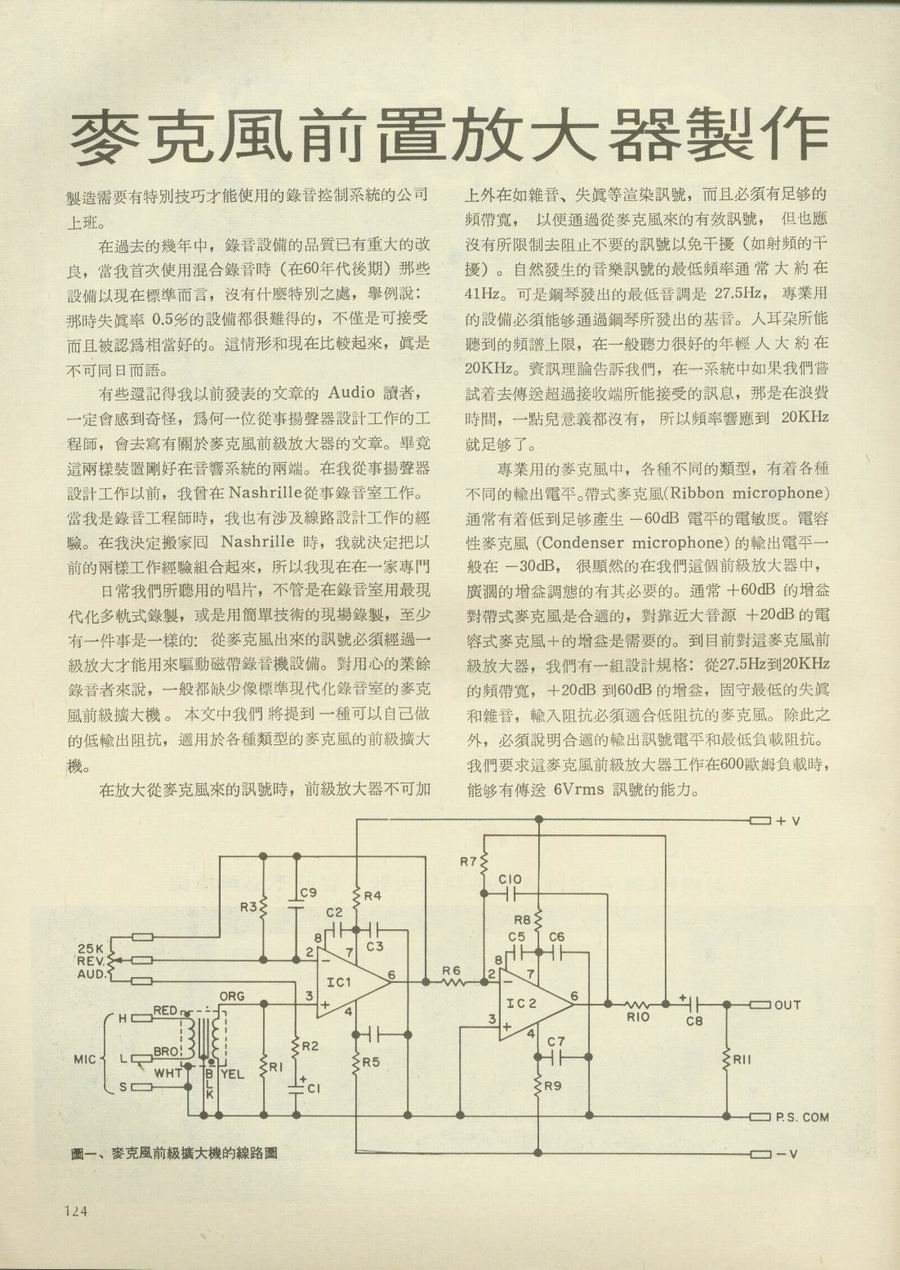 麥克風前置放大器製作
製造需要有特別技巧才能使用的錄音控制系統的公司
上班。
在過去的幾年中，錄音設備的品質已有重大的改
良，當我首次使用混合錄音時（在60年代後期）那些
設備以現在標準而言，沒有什麼特別之處，舉例說：
那時失眞率 0.5%的設備都很難得的，不僅是可接受
而且被認爲相當好的。這情形和現在比較起來，眞是
不可同日而語。
有些還記得我以前發表的文章的 Audio 讀者，
一定會感到奇怪，爲何一位從事揚聲器設計工作的工
程師，會去寫有關於麥克風前級放大器的文章。畢竟
這兩樣裝置剛好在音響系統的兩端。在我從事揚聲器
設計工作以前，我曾在 Nashrille從事錄音室工作。
當我是錄音工程師時，我也有涉及線路設計工作的經
驗。在我決定搬家囘 Nashrille 時，我就決定把以
前的兩樣工作經驗組合起來，所以我現在在一家專門
日常我們所聽用的唱片，不管是在錄音室用最現
代化多軌式錄製，或是用簡單技術的現場錄製，至少
有一件事是一樣的：從麥克風出來的訊號必須經過一
級放大才能用來驅動磁帶錄音機設備。對用心的業餘
錄音者來說，一般都缺少像標準現代化錄音室的麥克
風前級擴大機。本文中我們將提到一種可以自己做
的低輸出阻抗，適用於各種類型的麥克風的前級擴大
機。
在放大從麥克風來的訊號時，前級放大器不可加
上外在如雜音、失眞等渲染訊號，而且必須有足够的
頻帶寬，以便通過從麥克風來的有效訊號，但也應
沒有所限制去阻止不要的訊號以免干擾（如射頻的干
擾）。自然發生的音樂訊號的最低頻率通常大約在
41Hz。可是鋼琴發出的最低音調是 27.5Hz，專業用
的設備必須能够通過鋼琴所發出的基音。人耳朶所能
聽到的頻譜上限，在一般聽力很好的年輕人大約在
20KHz。資訊理論告訴我們，在一系統中如果我們嘗
試着去傳送超過接收端所能接受的訊息，那是在浪費
時間，一點兒意義都沒有，所以頻率響應到 20KHz
就足够了。
專業用的麥克風中，各種不同的類型，有着各種
不同的輸出電平。帶式麥克風(Ribbon microphone)
通常有着低到足够產生 －60dB 電平的電敏度。電容
性麥克風 (Condenser microphone) 的輸出電平一
般在 －30dB，很顯然的在我們這個前級放大器中，
廣濶的增益調態的有其必要的。通常 ＋60dB 的增益
對帶式麥克風是合適的，對靠近大音源 ＋20dB 的電
容式麥克風＋的增益是需要的。到目前對這麥克風前
級放大器，我們有一組設計規格：從27.5Hz到20KHz
的頻帶寬，＋20dB 到60dB 的增益，固守最低的失眞
和雜音，輸入阻抗必須適合低阻抗的麥克風。除此之
外，必須說明合適的輸出訊號電平和最低負載阻抗。
我們要求這麥克風前級放大器工作在600歐姆負載時，
能够有傳送 6Vrms 訊號的能力。
+ V
R7
C10
R3
C9
R4
C2
C3
R8
C5
C6
8
7
2
−
IC1
6
3
+
4
25K
REV.
AUD.
R6
8
7
2
−
IC2
6
3
+
4
R10
+
C8
OUT
ORG
RED
H
MIC
L
BRO
WHT
BLK
YEL
S
R1
R2
+
C1
R5
C7
R9
R11
P.S. COM
− V
圖一、麥克風前級擴大機的線路圖
124